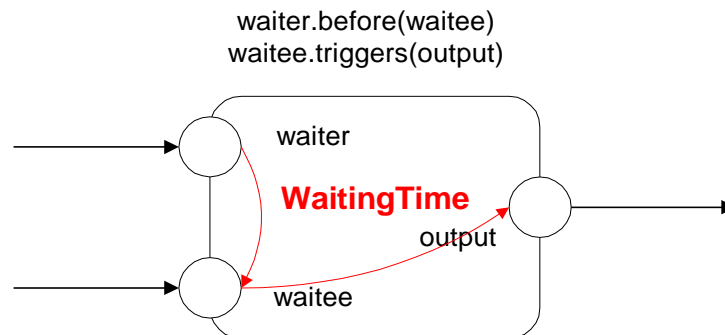 waiter.before(waitee)
waitee.triggers(output)
waiter
WaitingTime
output
waitee